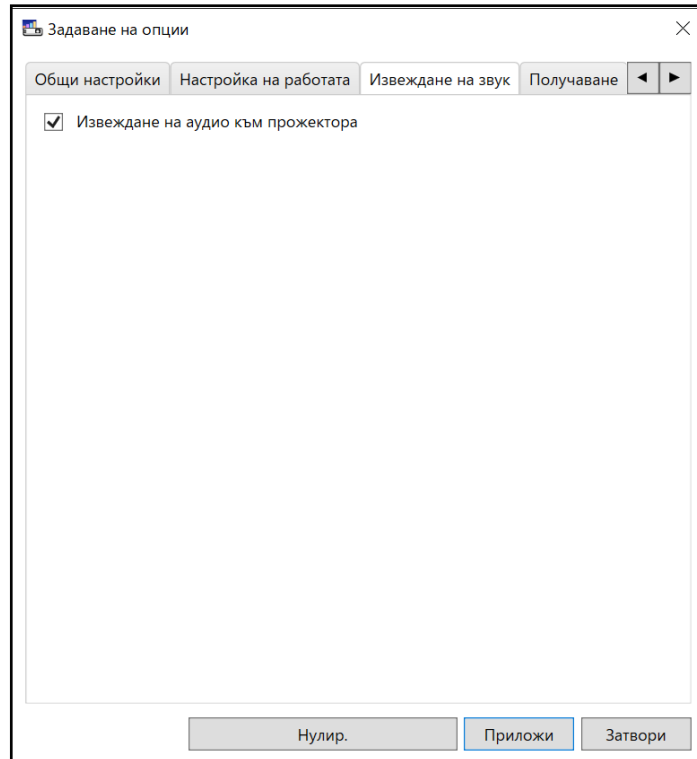 Задаване на опции
Общи настройки Настройка на работата Извеждане на звук Получаване
Извеждане на аудио към прожектора
Нулир. Приложи Затвори